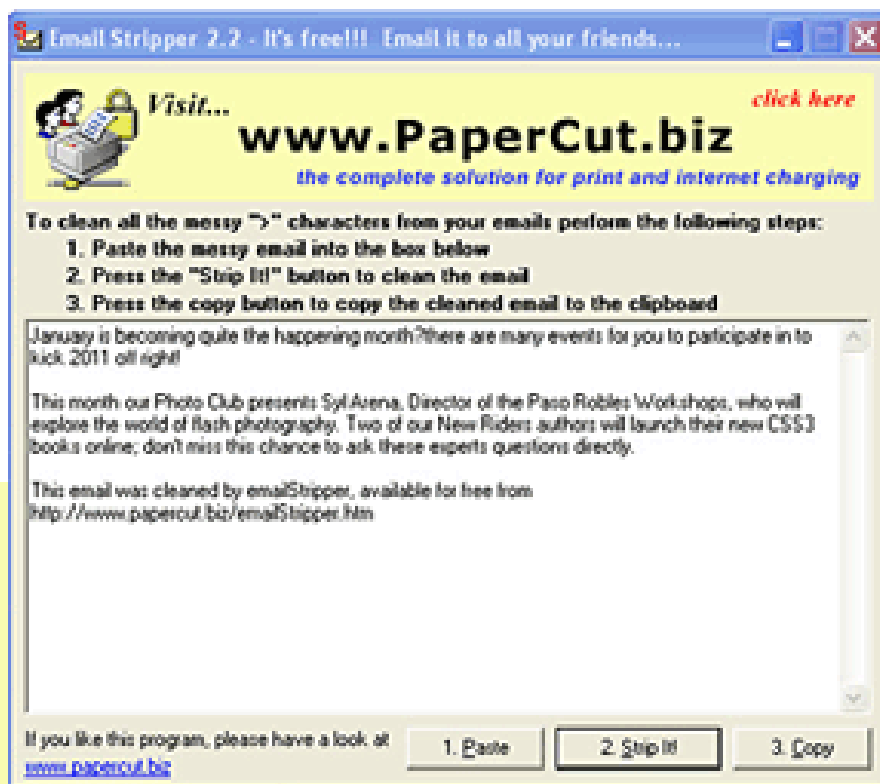 Email Stripper 2.2 - It's free!!! Email it to all your friends...
Visit...
click here
www.PaperCut.biz
the complete solution for print and internet charging
To clean all the messy ">" characters from your emails perform the following steps:
1. Paste the messy email into the box below
2. Press the "Strip It!" button to clean the email
3. Press the copy button to copy the cleaned email to the clipboard
January is becoming quite the happening month?there are many events for you to participate in to
kick 2011 off right!
This month our Photo Club presents Syl Arena, Director of the Paso Robles Workshops, who will
explore the world of flash photography. Two of our New Riders authors will launch their new CSS3
books online; don't miss this chance to ask these experts questions directly.
This email was cleaned by emailStripper, available for free from
http://www.papercut.biz/emailStripper.htm
If you like this program, please have a look at
www.papercut.biz
1. Paste
2. Strip It!
3. Copy